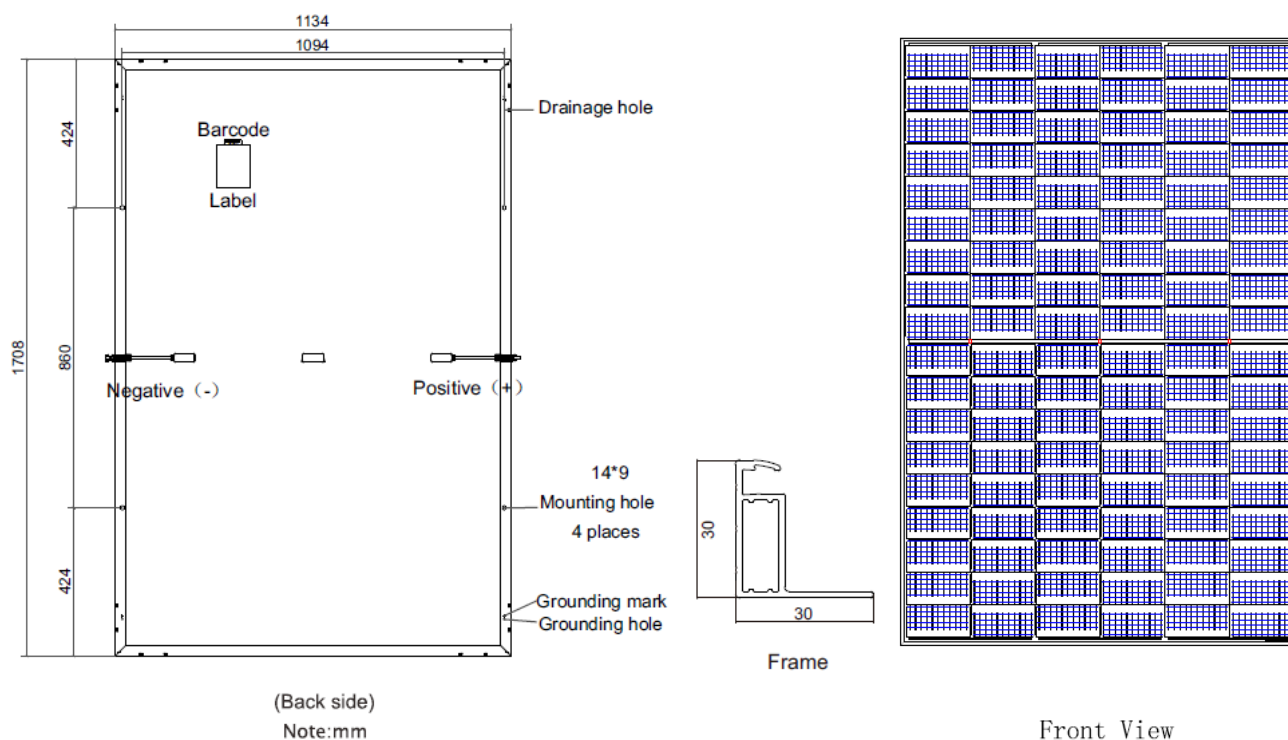 1134
1094
Drainage hole
424
Barcode
Label
860
1708
Negative（-）
Positive（+）
14*9
Mounting hole
4 places
424
Grounding mark
Grounding hole
30
30
Frame
(Back side)
Note:mm
Front View